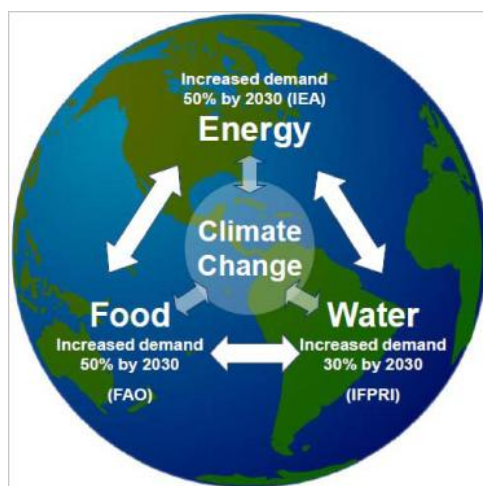 Increased demand
50% by 2030 (IEA)
Energy
Climate
Change
Food
Increased demand
50% by 2030
(FAO)
Water
Increased demand
30% by 2030
(IFPRI)